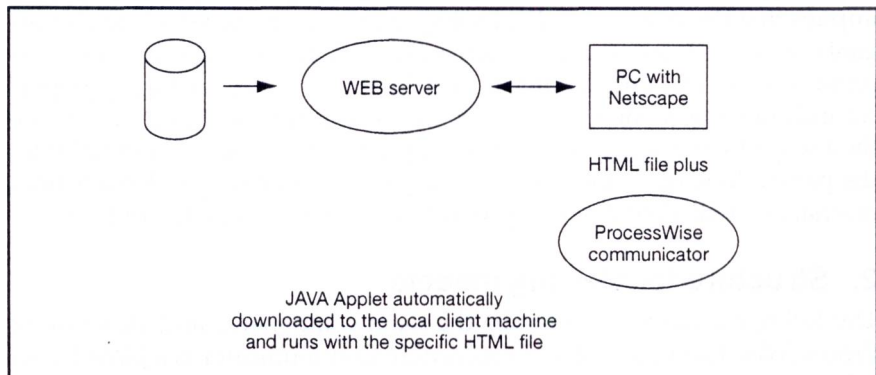 WEB server
PC with
Netscape
HTML file plus
ProcessWise
communicator
JAVA Applet automatically
downloaded to the local client machine
and runs with the specific HTML file